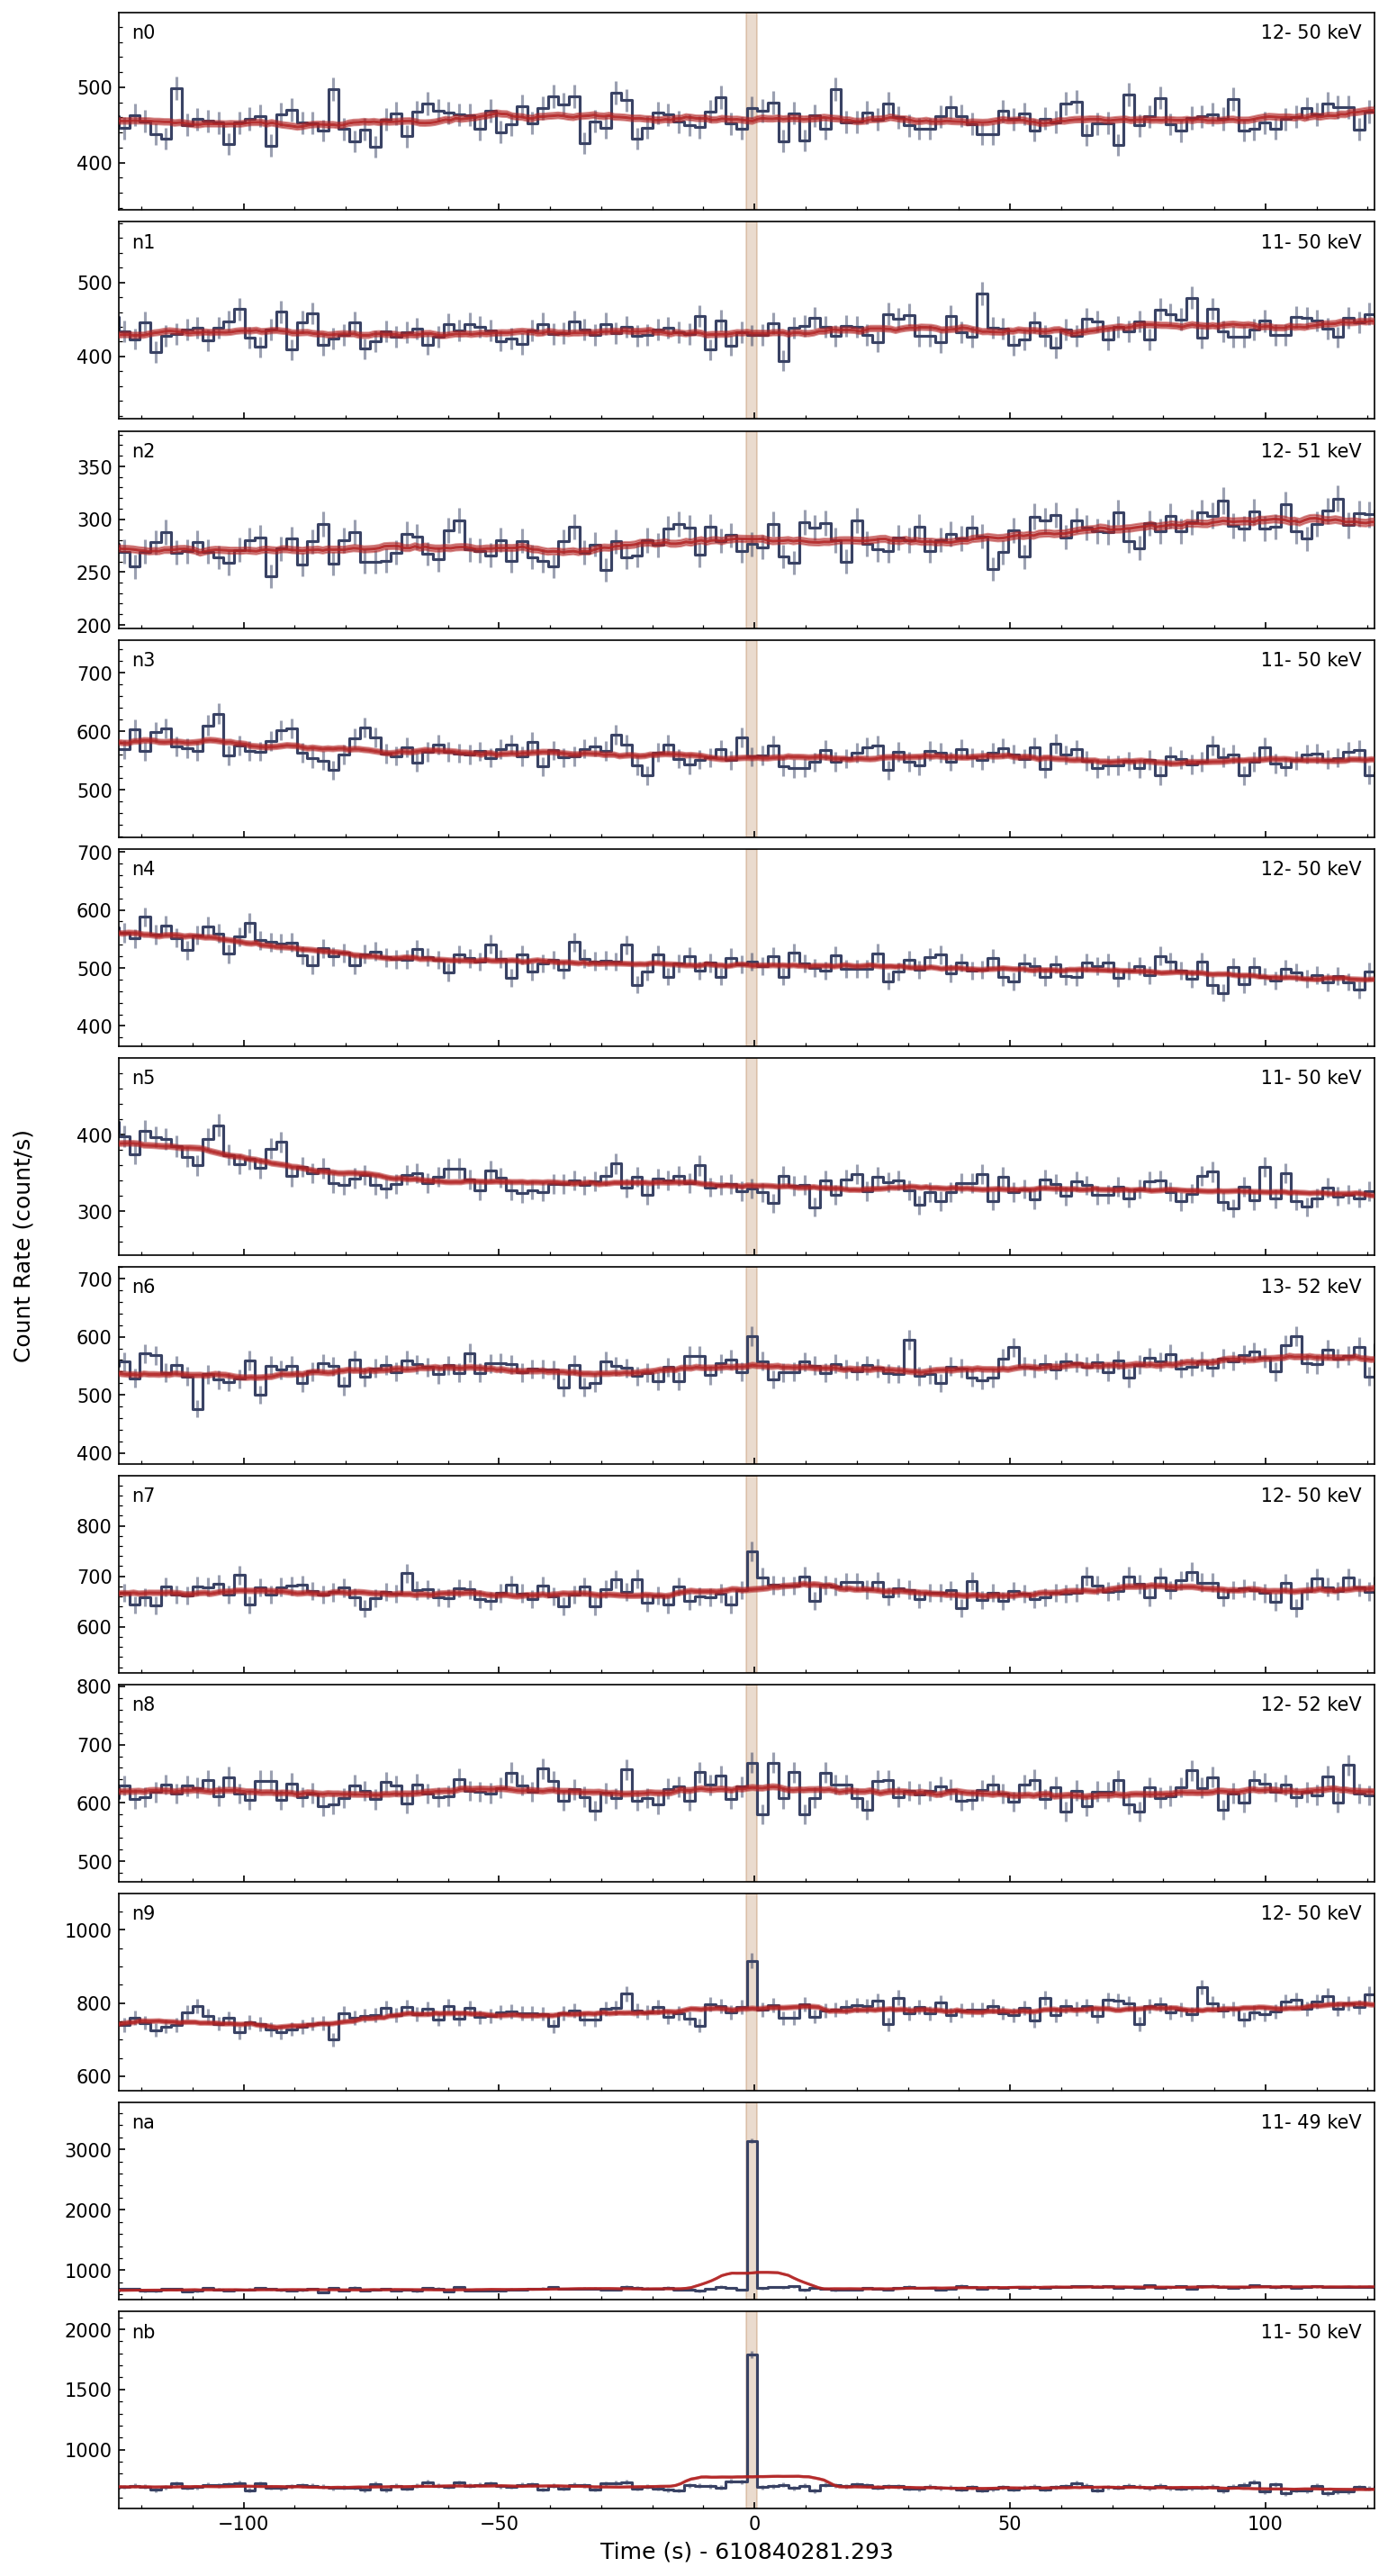 n0 12- 50 keV
500
400
n1 11- 50 keV
500
400
n2 12- 51 keV
350
300
250
200
n3 11- 50 keV
700
600
500
n4 12- 50 keV
700
600
500
400
n5 11- 50 keV
400
300
n6 13- 52 keV
700
600
500
400
n7 12- 50 keV
800
700
600
n8 12- 52 keV
800
700
600
500
n9 12- 50 keV
1000
800
600
na 11- 49 keV
3000
2000
1000
nb 11- 50 keV
2000
1500
1000
−100 −50 0 50 100
Time (s) - 610840281.293
Count Rate (count/s)